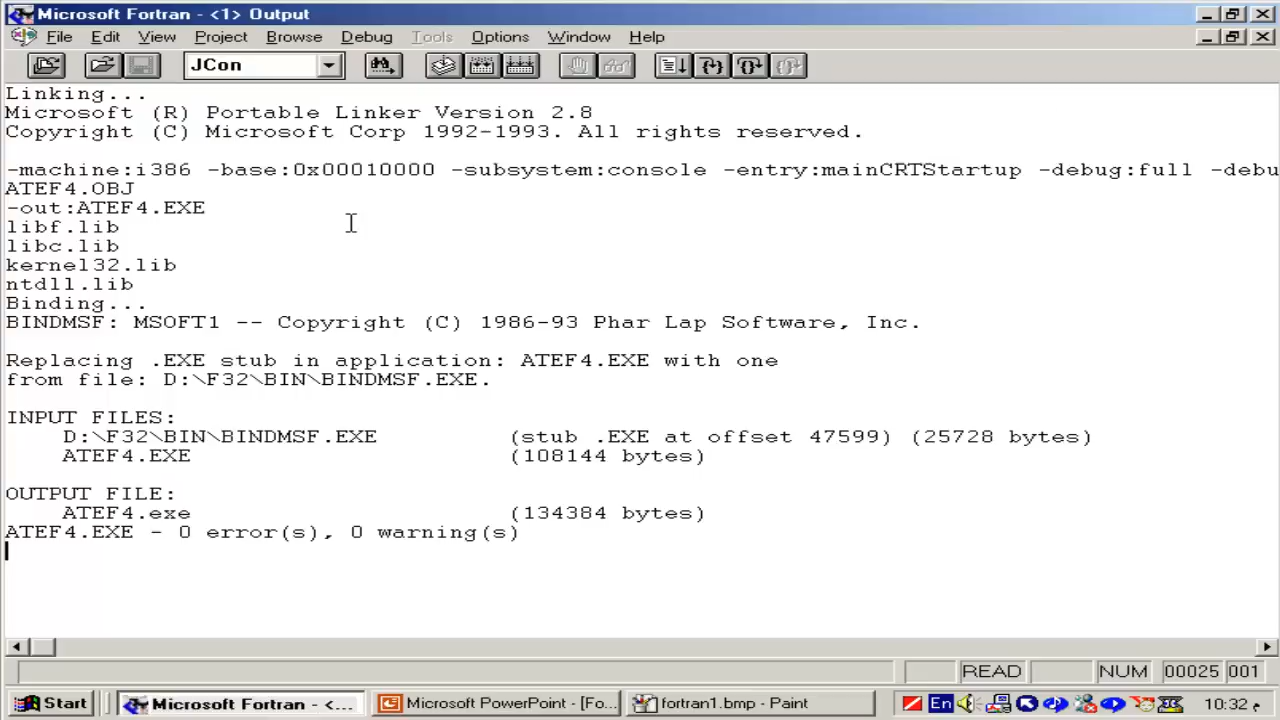 Microsoft Fortran - <1> Output
File Edit View Project Browse Debug Tools Options Window Help
JCon
Linking...
Microsoft (R) Portable Linker Version 2.8
Copyright (C) Microsoft Corp 1992-1993. All rights reserved.
-machine:i386 -base:0x00010000 -subsystem:console -entry:mainCRTStartup -debug:full -debu
ATEF4.OBJ
-out:ATEF4.EXE
libf.lib
libc.lib
kernel32.lib
ntdll.lib
Binding...
BINDMSF: MSOFT1 -- Copyright (C) 1986-93 Phar Lap Software, Inc.
Replacing .EXE stub in application: ATEF4.EXE with one
from file: D:\F32\BIN\BINDMSF.EXE.
INPUT FILES:
D:\F32\BIN\BINDMSF.EXE (stub .EXE at offset 47599) (25728 bytes)
ATEF4.EXE (108144 bytes)
OUTPUT FILE:
ATEF4.exe (134384 bytes)
ATEF4.EXE - 0 error(s), 0 warning(s)
READ NUM 00025 001
Start Microsoft Fortran - <... Microsoft PowerPoint - [Fo... fortran1.bmp - Paint En 10:32 م